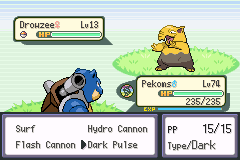 Drowzee♂ Lv13
HP
Pekoms♂ Lv74
HP
235/235
EXP
Surf Hydro Cannon PP 15/15
Flash Cannon ▶Dark Pulse Type/Dark